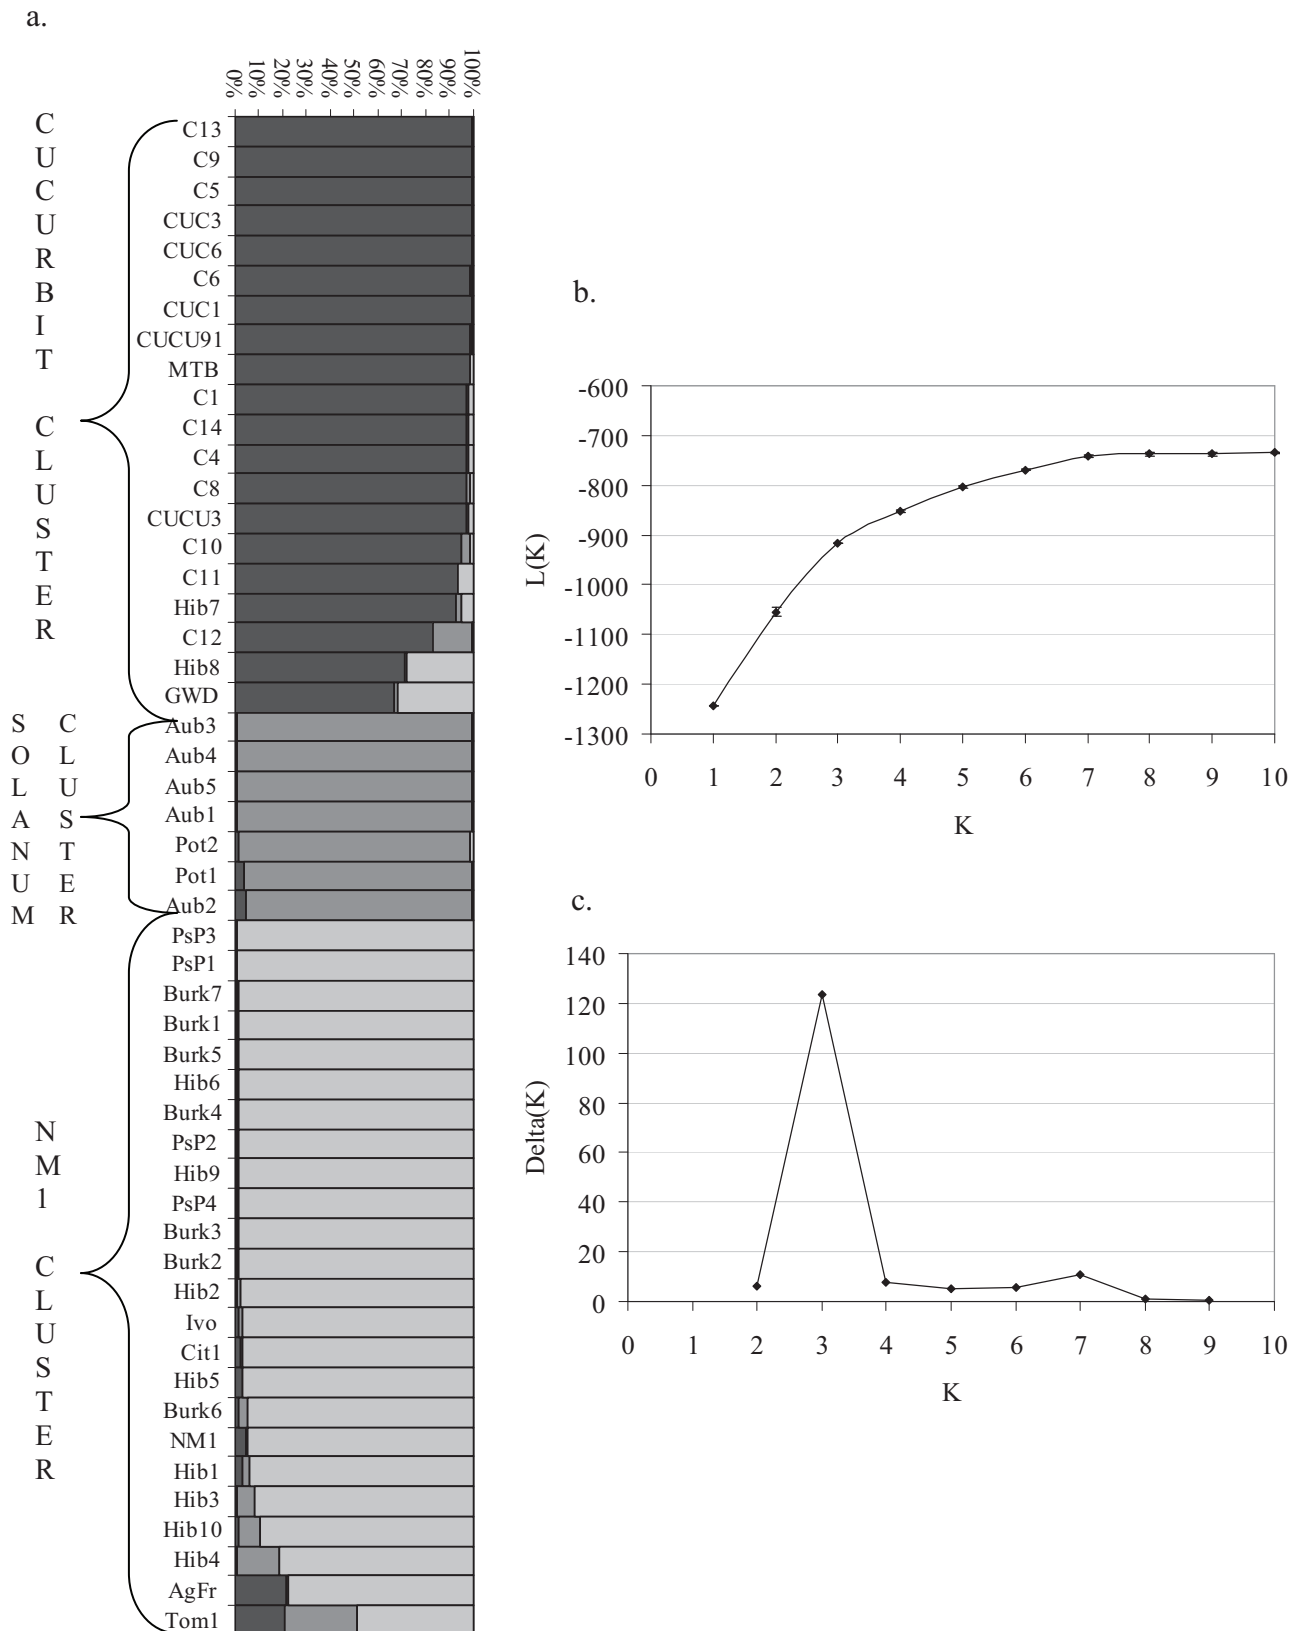 a.
0%
10%
20%
30%
40%
50%
60%
70%
80%
90%
100%
CUCURBIT CLUSTER
C13
C9
C5
CUC3
CUC6
C6
CUC1
CUCU91
MTB
C1
C14
C4
C8
CUCU3
C10
C11
Hib7
C12
Hib8
GWD
SOLANUM
CLUSTER
Aub3
Aub4
Aub5
Aub1
Pot2
Pot1
Aub2
NM1 CLUSTER
PsP3
PsP1
Burk7
Burk1
Burk5
Hib6
Burk4
PsP2
Hib9
PsP4
Burk3
Burk2
Hib2
Ivo
Cit1
Hib5
Burk6
NM1
Hib1
Hib3
Hib10
Hib4
AgFr
Tom1
b.
L(K)
-600
-700
-800
-900
-1000
-1100
-1200
-1300
0 1 2 3 4 5 6 7 8 9 10
K
c.
Delta(K)
140
120
100
80
60
40
20
0
0 1 2 3 4 5 6 7 8 9 10
K